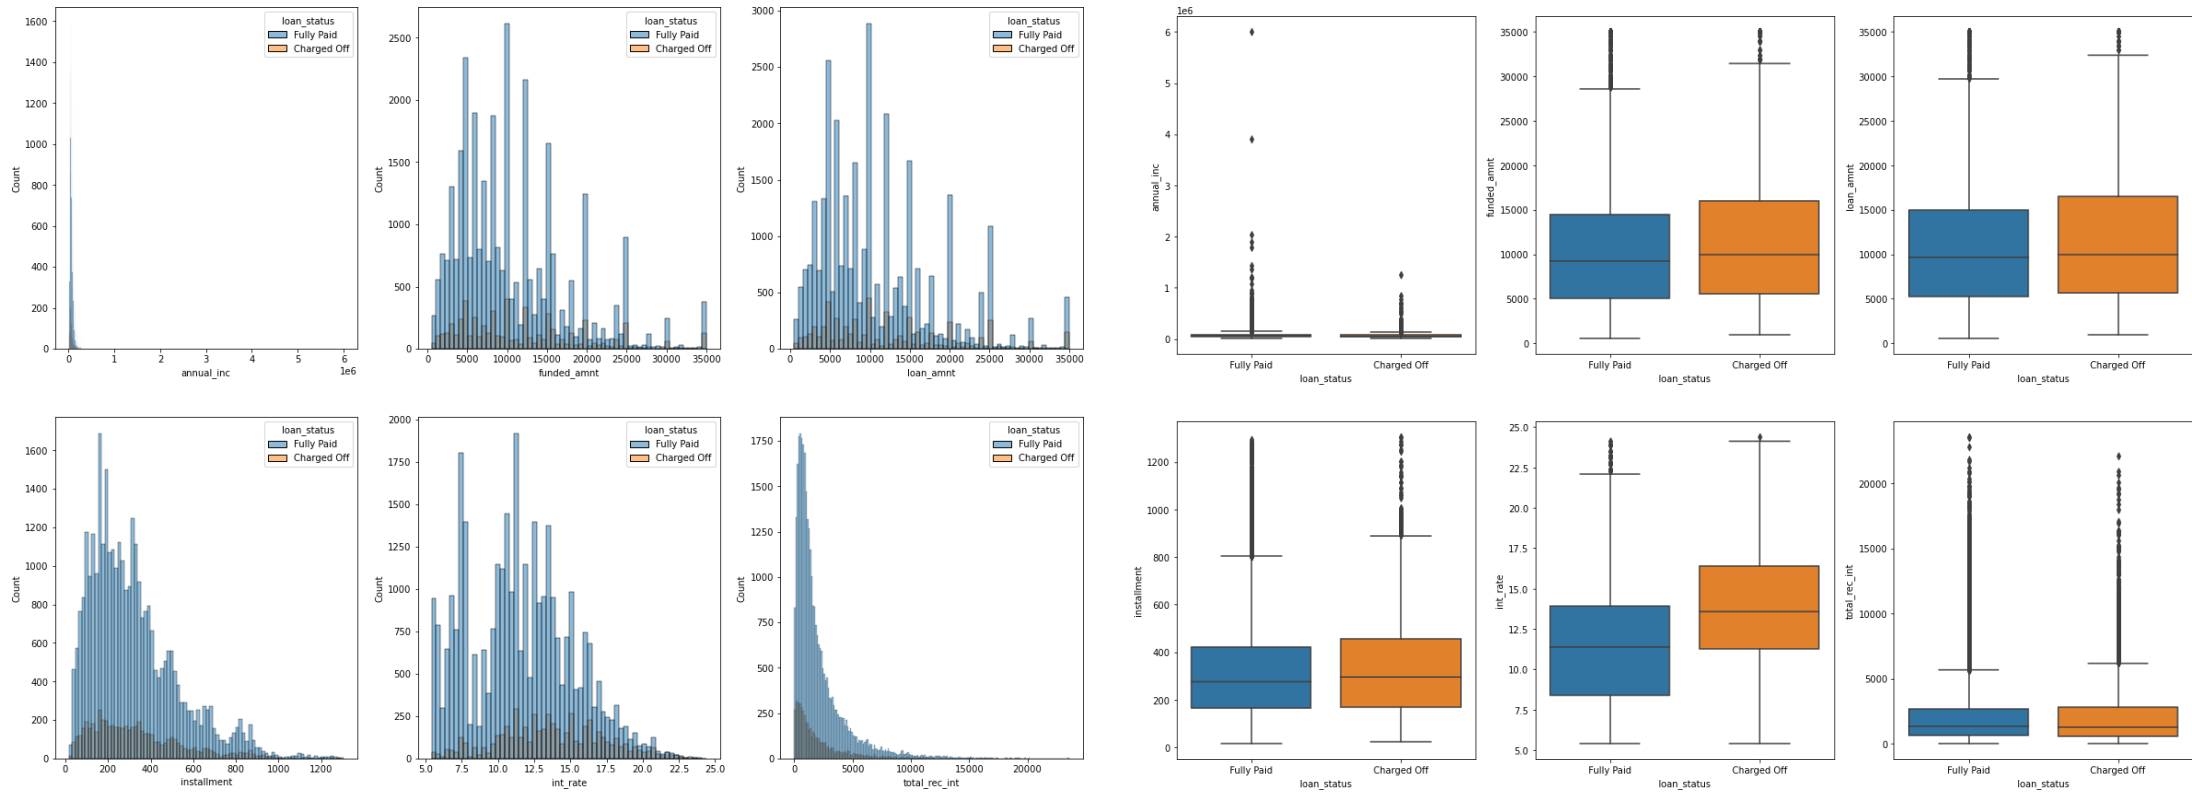 loan_status
Fully Paid
Charged Off
1600
1400
1200
1000
800
600
400
200
0
Count
0 1 2 3 4 5 6
1e6
annual_inc
loan_status
Fully Paid
Charged Off
2500
2000
1500
1000
500
0
Count
0 5000 10000 15000 20000 25000 30000 35000
funded_amnt
loan_status
Fully Paid
Charged Off
3000
2500
2000
1500
1000
500
0
Count
0 5000 10000 15000 20000 25000 30000 35000
loan_amnt
1e6
6
5
4
3
2
1
0
annual_inc
Fully Paid Charged Off
loan_status
35000
30000
25000
20000
15000
10000
5000
0
funded_amnt
Fully Paid Charged Off
loan_status
35000
30000
25000
20000
15000
10000
5000
0
loan_amnt
Fully Paid Charged Off
loan_status
loan_status
Fully Paid
Charged Off
1600
1400
1200
1000
800
600
400
200
0
Count
0 200 400 600 800 1000 1200
installment
loan_status
Fully Paid
Charged Off
2000
1750
1500
1250
1000
750
500
250
0
Count
5.0 7.5 10.0 12.5 15.0 17.5 20.0 22.5 25.0
int_rate
loan_status
Fully Paid
Charged Off
1750
1500
1250
1000
750
500
250
0
Count
0 5000 10000 15000 20000
total_rec_int
1200
1000
800
600
400
200
0
installment
Fully Paid Charged Off
loan_status
25.0
22.5
20.0
17.5
15.0
12.5
10.0
7.5
5.0
int_rate
Fully Paid Charged Off
loan_status
20000
15000
10000
5000
0
total_rec_int
Fully Paid Charged Off
loan_status